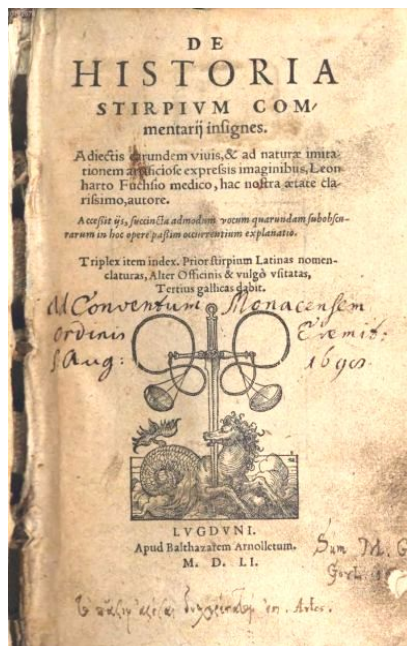 DE
HISTORIA
STIRPIVM COM-
mentarij insignes.
Adiectis earundem viuis, & ad naturæ imita-
tionem artificiose expressis imaginibus, Leon
harto Fuchsio medico, hac nostra ætate cla-
rissimo, autore.
Accessit ijs, succincta admodum vocum quarundam subobscu-
rarum in hoc opere passim occurrentium explanatio.
Triplex item index. Prior stirpium Latinas nomen-
claturas, Alter Officinis & vulgò vsitatas,
Tertius gallicas dabit.
Ad Conventum Monacensem
Ordinis Eremit:
S. Aug: 1690.
LVGDVNI.
Apud Balthazarem Arnolletum.
M. D. LI.
Sum M. G